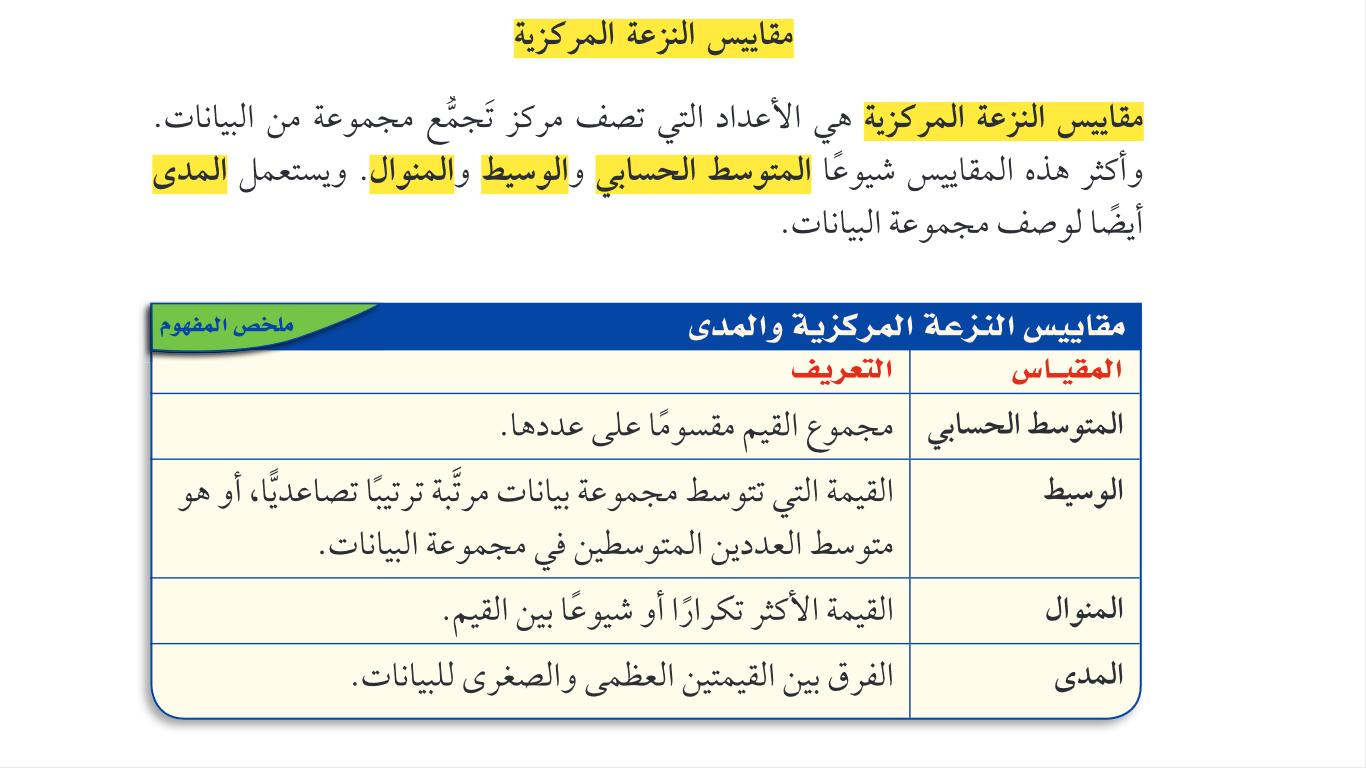 مقاييس النزعة المركزية
مقاييس النزعة المركزية هي الأعداد التي تصف مركز تَجمُّع مجموعة من البيانات.
وأكثر هذه المقاييس شيوعًا المتوسط الحسابي والوسيط والمنوال. ويستعمل المدى
أيضًا لوصف مجموعة البيانات.
مقاييس النزعة المركزية والمدى
ملخص المفهوم
المقيـاس
التعريف
المتوسط الحسابي
مجموع القيم مقسومًا على عددها.
الوسيط
القيمة التي تتوسط مجموعة بيانات مرتَّبة ترتيبًا تصاعديًّا، أو هو
متوسط العددين المتوسطين في مجموعة البيانات.
المنوال
القيمة الأكثر تكرارًا أو شيوعًا بين القيم.
المدى
الفرق بين القيمتين العظمى والصغرى للبيانات.